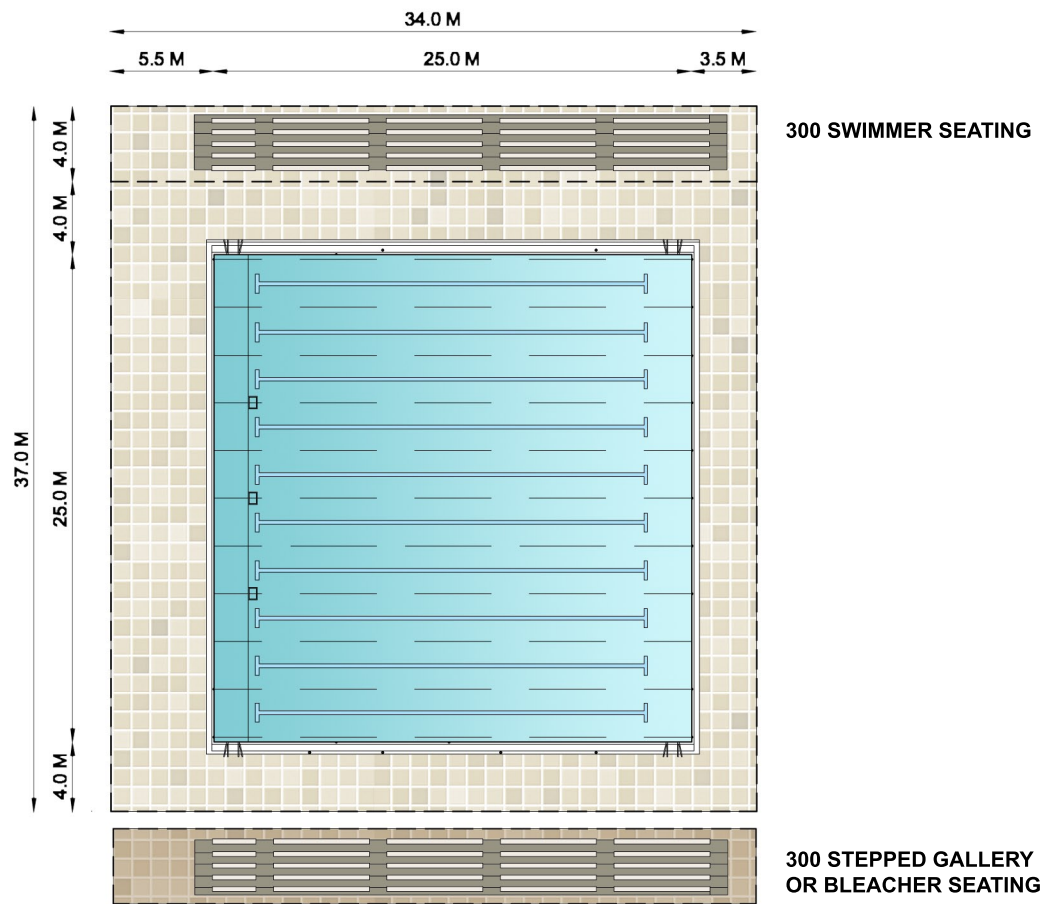 34.0 M
5.5 M
25.0 M
3.5 M
4.0 M
300 SWIMMER SEATING
4.0 M
37.0 M
25.0 M
4.0 M
300 STEPPED GALLERY
OR BLEACHER SEATING